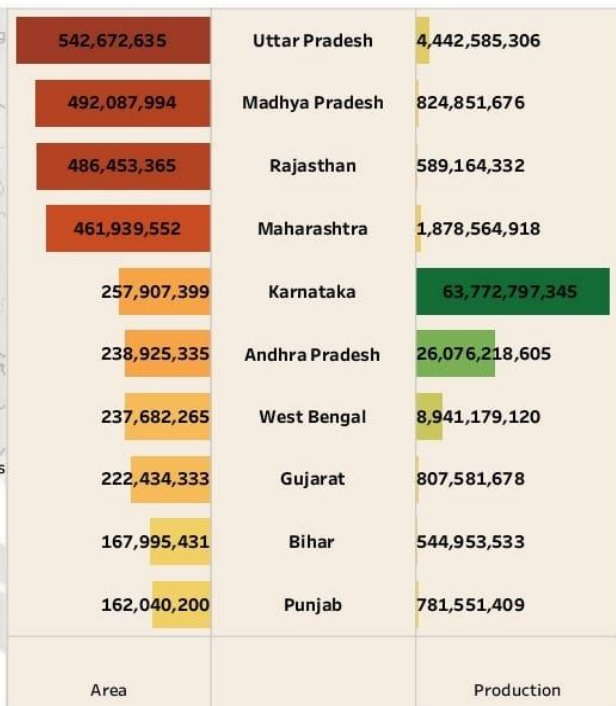 542,672,635 Uttar Pradesh 4,442,585,306
492,087,994 Madhya Pradesh 824,851,676
486,453,365 Rajasthan 589,164,332
461,939,552 Maharashtra 1,878,564,918
257,907,399 Karnataka 63,772,797,345
238,925,335 Andhra Pradesh 26,076,218,605
237,682,265 West Bengal 8,941,179,120
222,434,333 Gujarat 807,581,678
167,995,431 Bihar 544,953,533
162,040,200 Punjab 781,551,409
Area Production